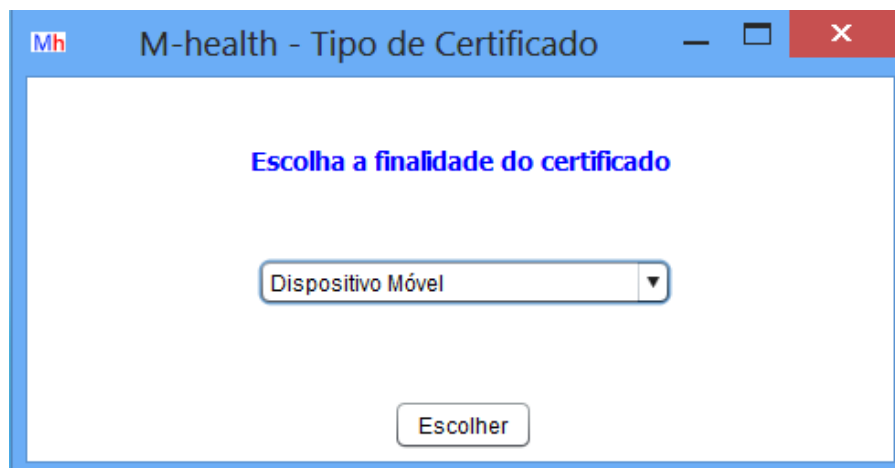 Mh M-health - Tipo de Certificado
Escolha a finalidade do certificado
Dispositivo Móvel
Escolher